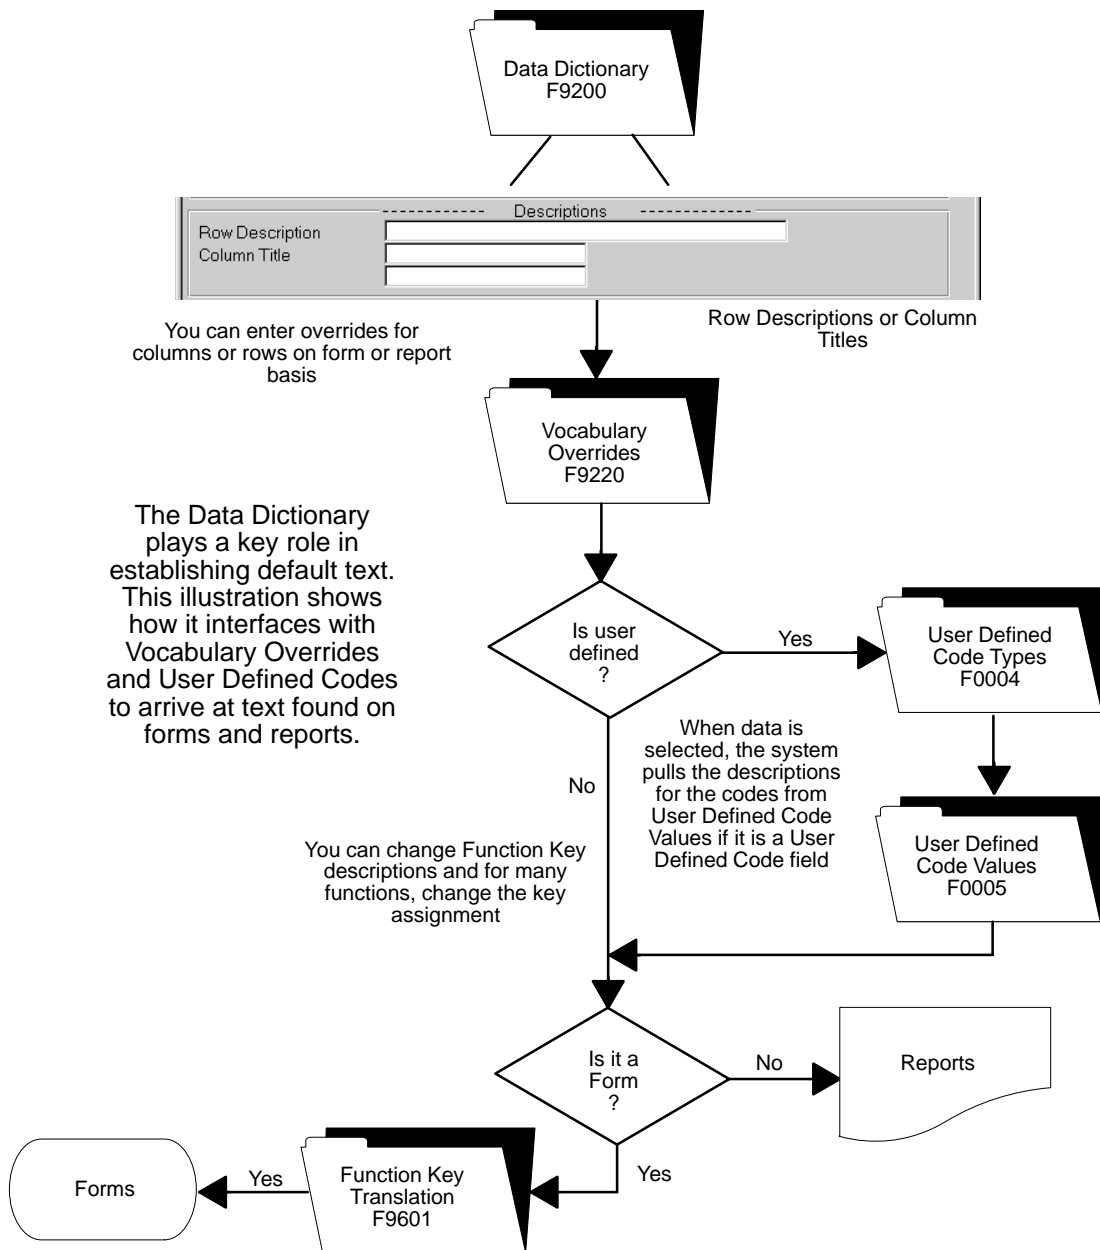 Data Dictionary
F9200
Descriptions
Row Description
Column Title
You can enter overrides for
columns or rows on form or report
basis
Row Descriptions or Column
Titles
Vocabulary
Overrides
F9220
The Data Dictionary
plays a key role in
establishing default text.
This illustration shows
how it interfaces with
Vocabulary Overrides
and User Defined Codes
to arrive at text found on
forms and reports.
Is user
defined
?
Yes
User Defined
Code Types
F0004
When data is
selected, the system
pulls the descriptions
for the codes from
User Defined Code
Values if it is a User
Defined Code field
No
User Defined
Code Values
F0005
You can change Function Key
descriptions and for many
functions, change the key
assignment
Is it a
Form
?
No
Reports
Yes
Function Key
Translation
F9601
Yes
Forms